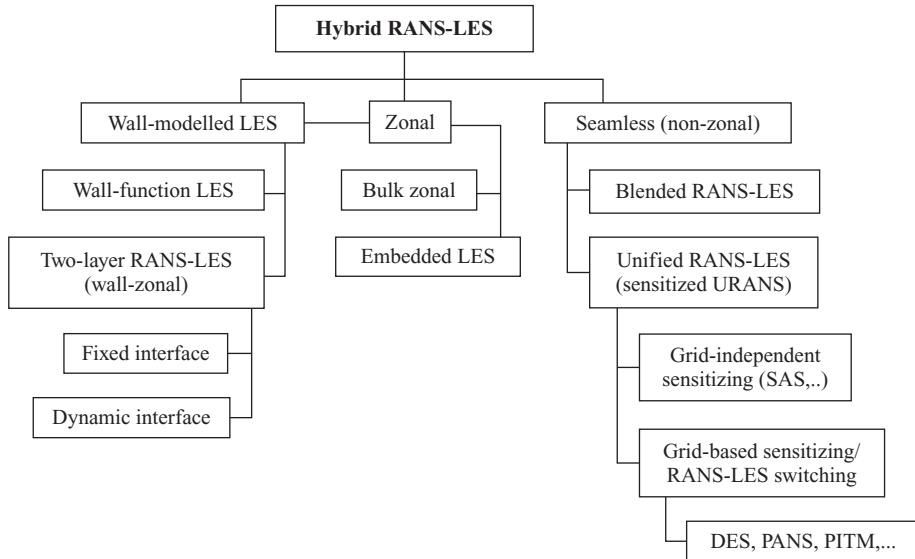 Hybrid RANS-LES
Wall-modelled LES
Zonal
Seamless (non-zonal)
Wall-function LES
Bulk zonal
Blended RANS-LES
Two-layer RANS-LES
(wall-zonal)
Embedded LES
Unified RANS-LES
(sensitized URANS)
Fixed interface
Grid-independent
sensitizing (SAS,..)
Dynamic interface
Grid-based sensitizing/
RANS-LES switching
DES, PANS, PITM,...